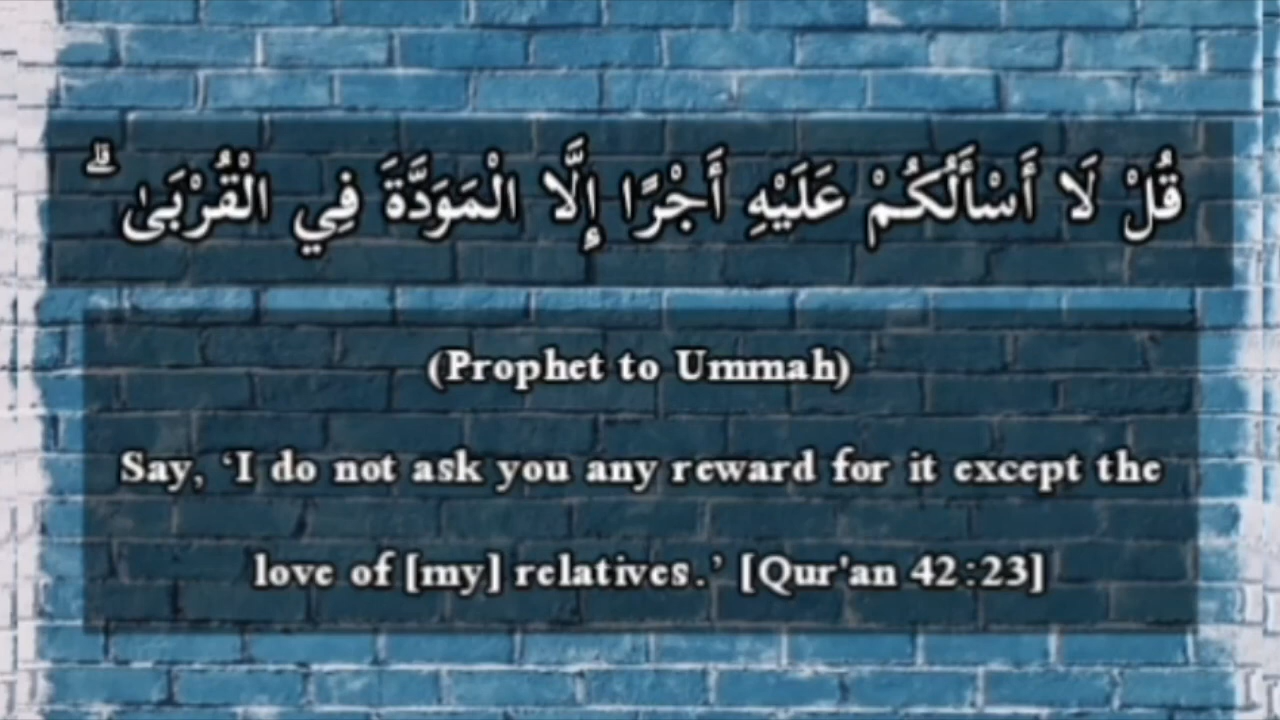 قُلْ لَا أَسْأَلُكُمْ عَلَيْهِ أَجْرًا إِلَّا الْمَوَدَّةَ فِي الْقُرْبَىٰ ۗ
(Prophet to Ummah)
Say, ‘I do not ask you any reward for it except the
love of [my] relatives.’ [Qur'an 42:23]